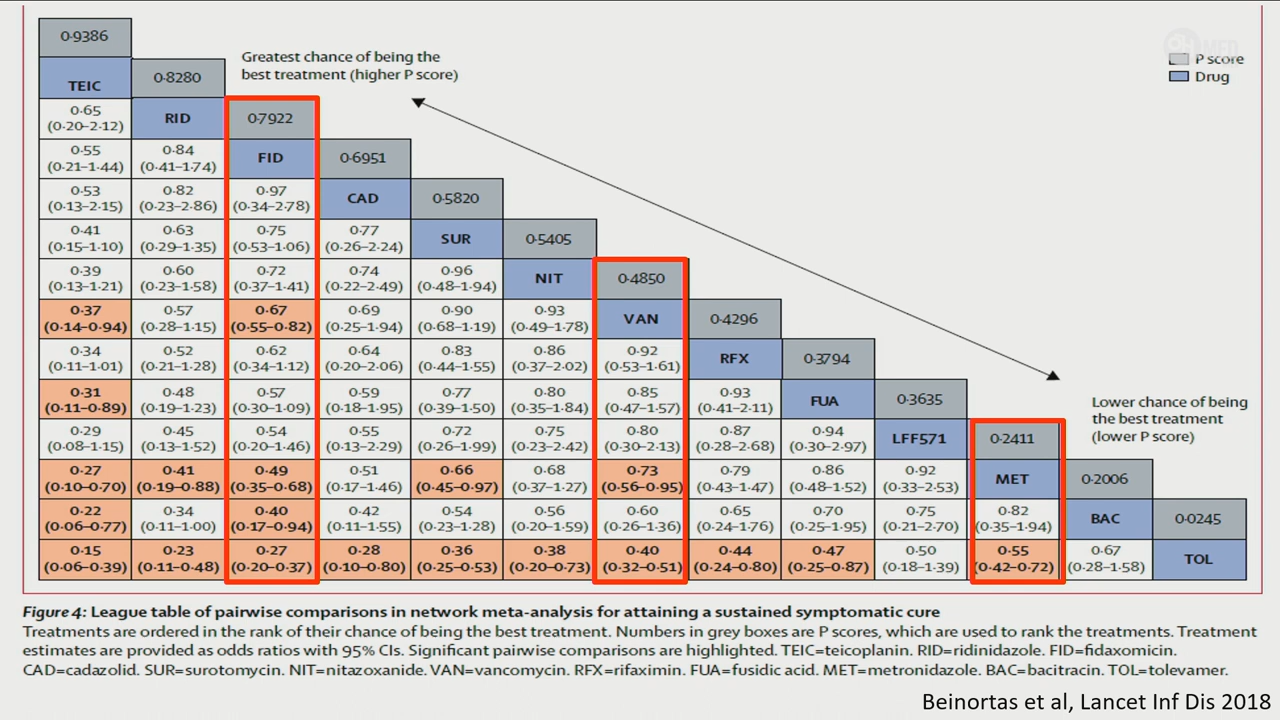 0·9386
Greatest chance of being the
best treatment (higher P score)
P score
Drug
TEIC 0·8280
0·65 RID 0·7922
(0·20–2·12)
0·55 0·84 FID 0·6951
(0·21–1·44) (0·41–1·74)
0·53 0·82 0·97 CAD 0·5820
(0·13–2·15) (0·23–2·86) (0·34–2·78)
0·41 0·63 0·75 0·77 SUR 0·5405
(0·15–1·10) (0·29–1·35) (0·53–1·06) (0·26–2·24)
0·39 0·60 0·72 0·74 0·96 NIT 0·4850
(0·13–1·21) (0·23–1·58) (0·37–1·41) (0·22–2·49) (0·48–1·94)
0·37 0·57 0·67 0·69 0·90 0·93 VAN 0·4296
(0·14–0·94) (0·28–1·15) (0·55–0·82) (0·25–1·94) (0·68–1·19) (0·49–1·78)
0·34 0·52 0·62 0·64 0·83 0·86 0·92 RFX 0·3794
(0·11–1·01) (0·21–1·28) (0·34–1·12) (0·20–2·06) (0·44–1·55) (0·37–2·02) (0·53–1·61)
0·31 0·48 0·57 0·59 0·77 0·80 0·85 0·93 FUA 0·3635
(0·11–0·89) (0·19–1·23) (0·30–1·09) (0·18–1·95) (0·39–1·50) (0·35–1·84) (0·47–1·57) (0·41–2·11)
Lower chance of being
the best treatment
(lower P score)
0·29 0·45 0·54 0·55 0·72 0·75 0·80 0·87 0·94 LFF571 0·2411
(0·08–1·15) (0·13–1·52) (0·20–1·46) (0·13–2·29) (0·26–1·99) (0·23–2·42) (0·30–2·13) (0·28–2·68) (0·30–2·97)
0·27 0·41 0·49 0·51 0·66 0·68 0·73 0·79 0·86 0·92 MET 0·2006
(0·10–0·70) (0·19–0·88) (0·35–0·68) (0·17–1·46) (0·45–0·97) (0·37–1·27) (0·56–0·95) (0·43–1·47) (0·48–1·52) (0·33–2·53)
0·22 0·34 0·40 0·42 0·54 0·56 0·60 0·65 0·70 0·75 0·82 BAC 0·0245
(0·06–0·77) (0·11–1·00) (0·17–0·94) (0·11–1·55) (0·23–1·28) (0·20–1·59) (0·26–1·36) (0·24–1·76) (0·25–1·95) (0·21–2·70) (0·35–1·94)
0·15 0·23 0·27 0·28 0·36 0·38 0·40 0·44 0·47 0·50 0·55 0·67 TOL
(0·06–0·39) (0·11–0·48) (0·20–0·37) (0·10–0·80) (0·25–0·53) (0·20–0·73) (0·32–0·51) (0·24–0·80) (0·25–0·87) (0·18–1·39) (0·42–0·72) (0·28–1·58)
Figure 4: League table of pairwise comparisons in network meta-analysis for attaining a sustained symptomatic cure
Treatments are ordered in the rank of their chance of being the best treatment. Numbers in grey boxes are P scores, which are used to rank the treatments. Treatment
estimates are provided as odds ratios with 95% CIs. Significant pairwise comparisons are highlighted. TEIC=teicoplanin. RID=ridinidazole. FID=fidaxomicin.
CAD=cadazolid. SUR=surotomycin. NIT=nitazoxanide. VAN=vancomycin. RFX=rifaximin. FUA=fusidic acid. MET=metronidazole. BAC=bacitracin. TOL=tolevamer.
Beinortas et al, Lancet Inf Dis 2018